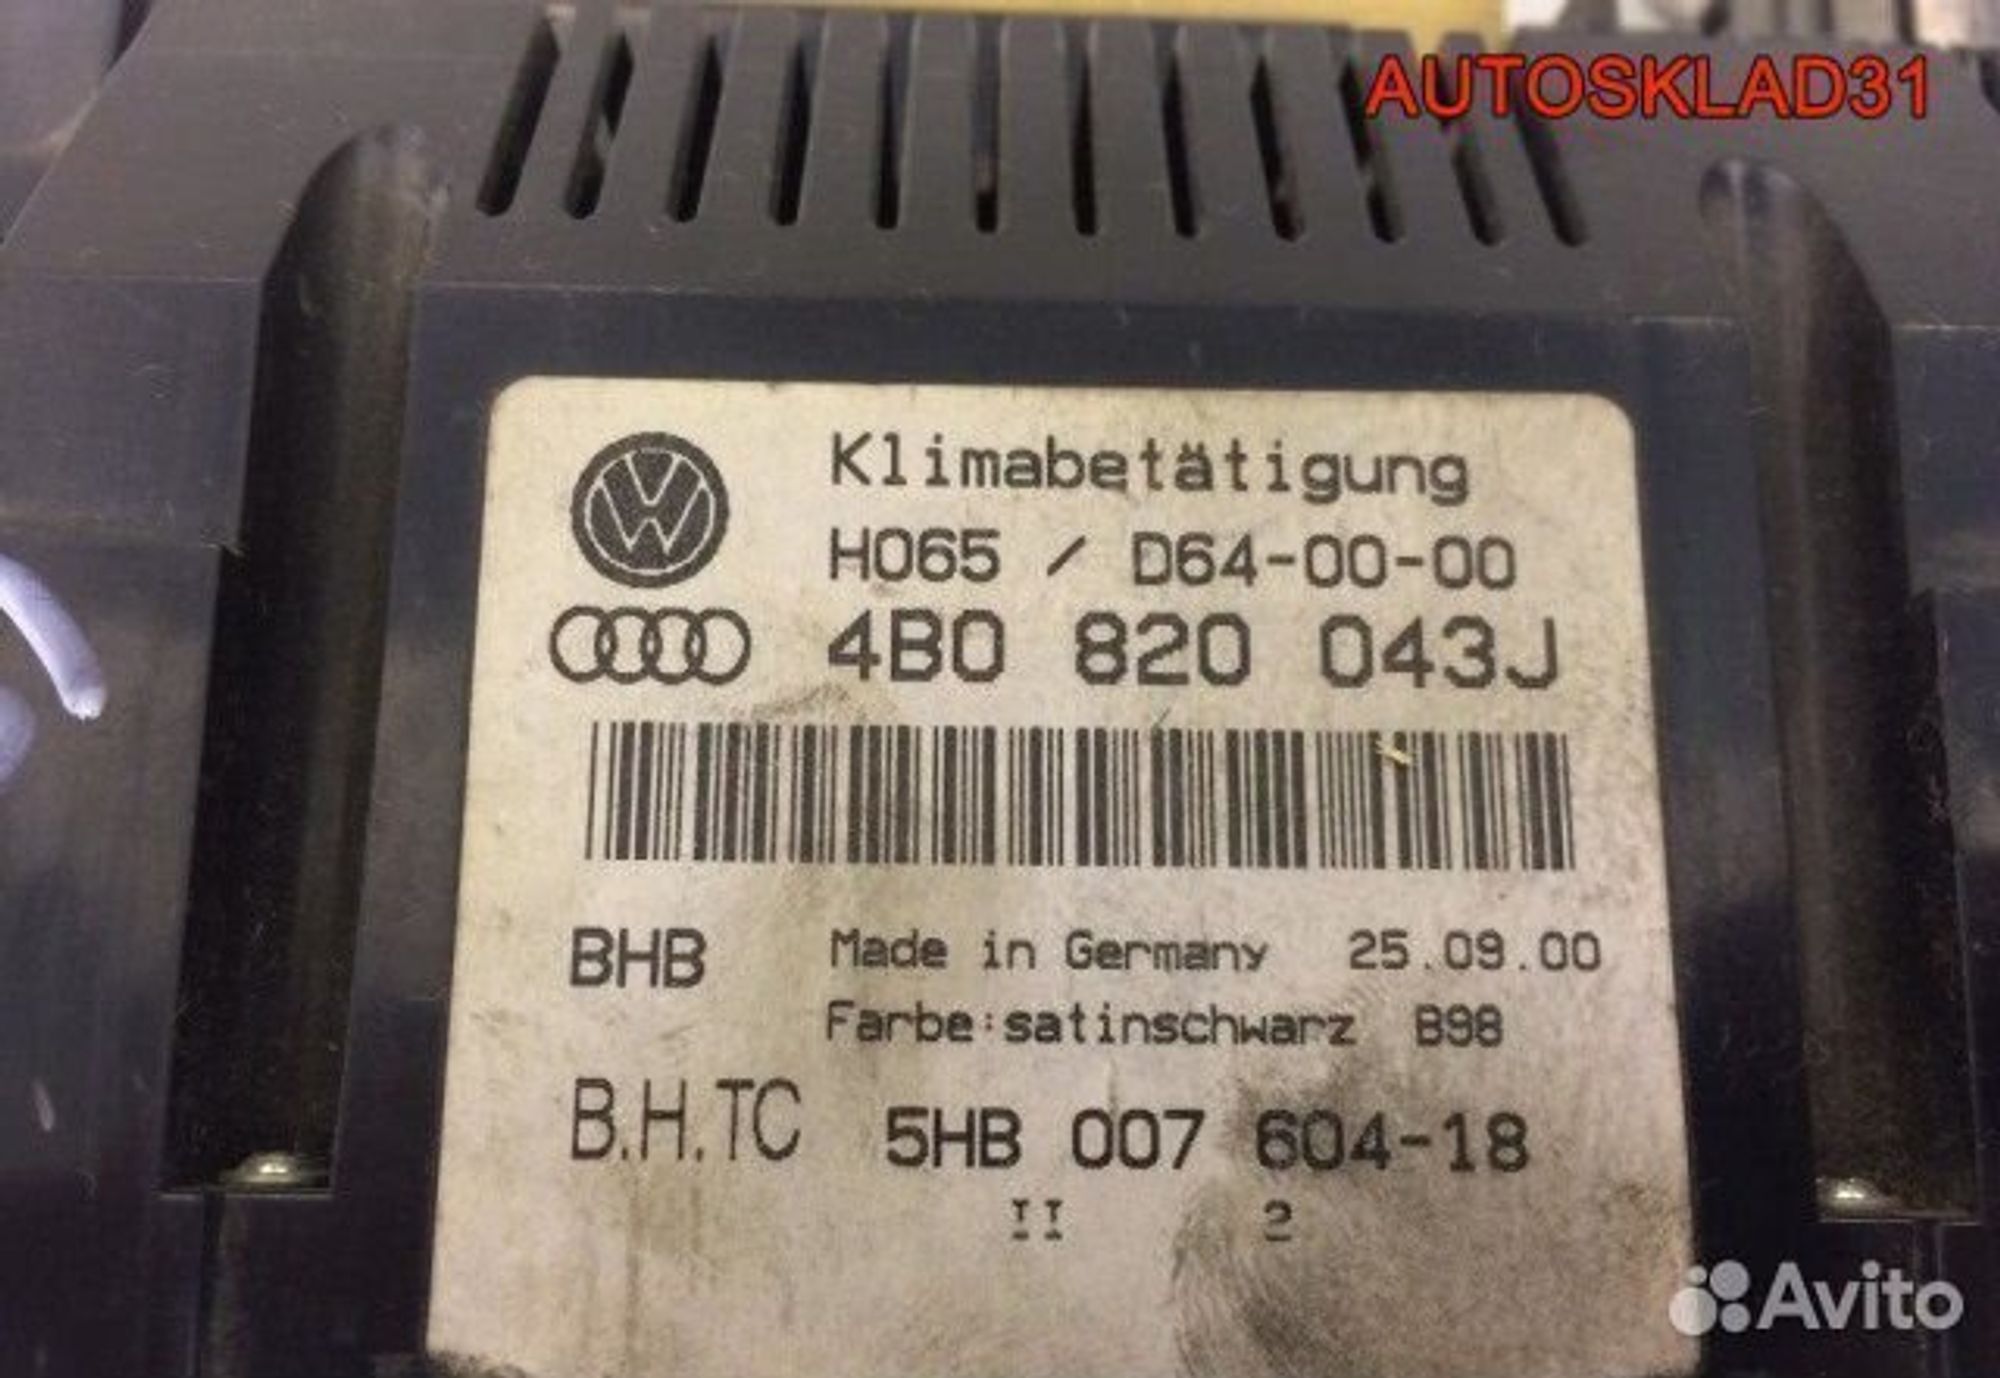 AUTOSKLAD31
Klimabetätigung
H065 / D64-00-00
4B0 820 043J
BHB Made in Germany 25.09.00
Farbe:satinschwarz B98
B.H.TC 5HB 007 604-18
II 2
Avito